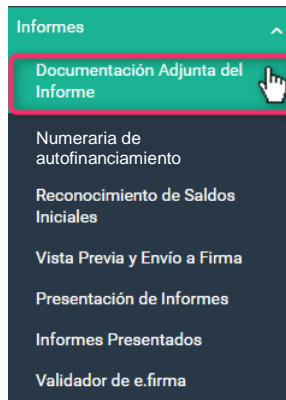 Informes
Documentación Adjunta del
Informe
Numeraria de
autofinanciamiento
Reconocimiento de Saldos
Iniciales
Vista Previa y Envío a Firma
Presentación de Informes
Informes Presentados
Validador de e.firma